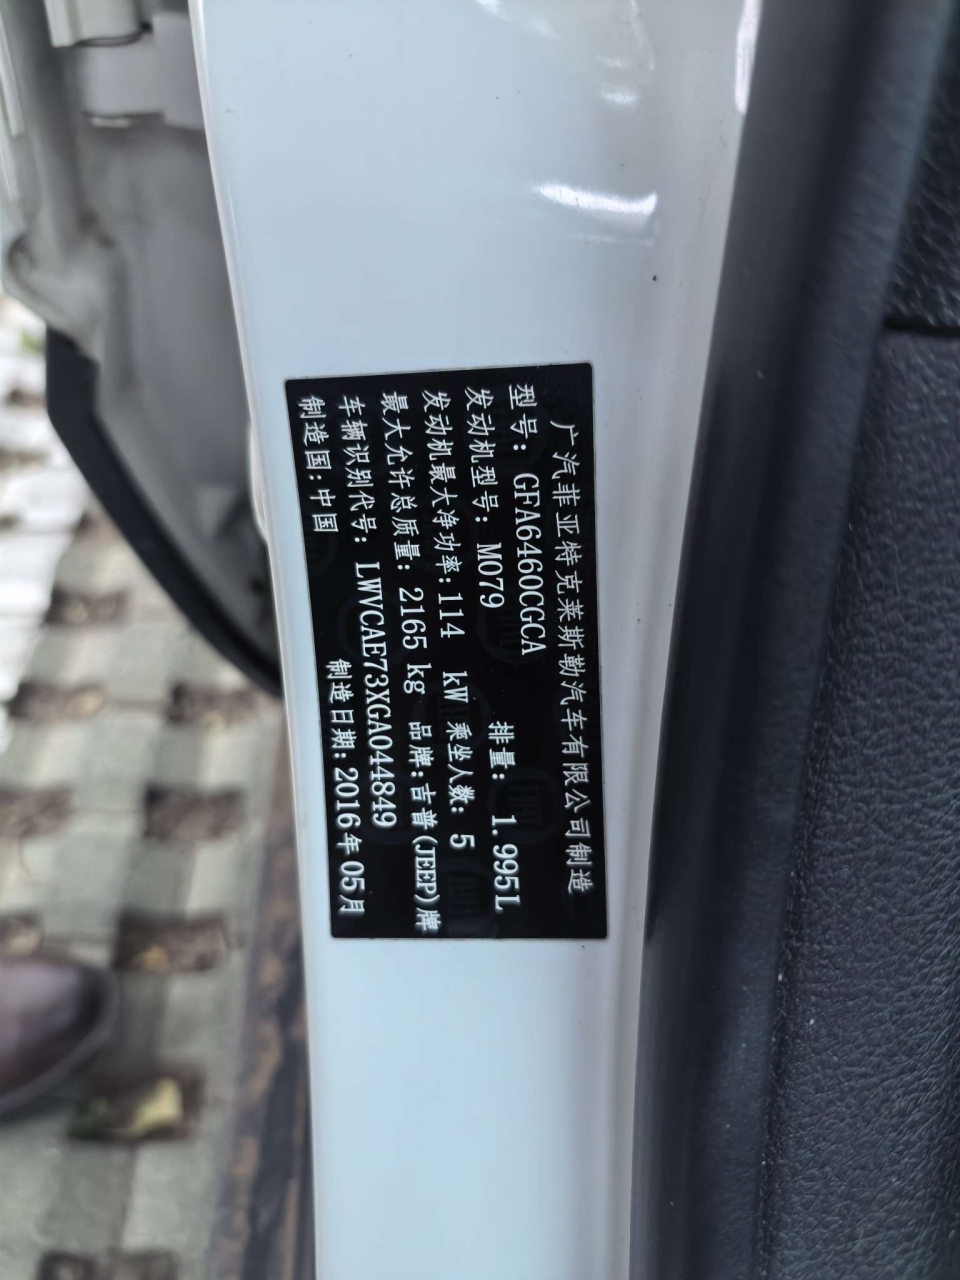 广汽菲亚特克莱斯勒汽车有限公司制造
型号：GFA6460CGCA 排量：1.995L
发动机型号：M079
发动机最大净功率：114 kW 乘坐人数：5
最大允许总质量：2165 kg 品牌：吉普(JEEP)牌
车辆识别代号：LWVCAE73XGA044849
制造国：中国 制造日期：2016年05月